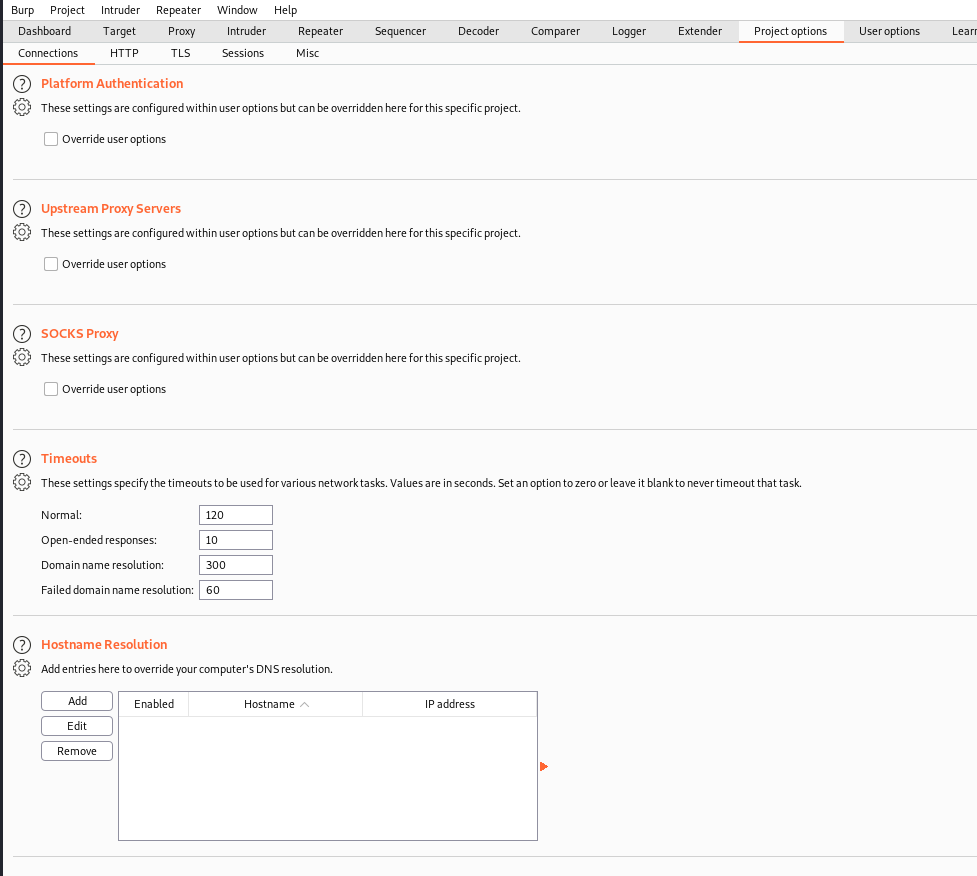 Burp Project Intruder Repeater Window Help
Dashboard Target Proxy Intruder Repeater Sequencer Decoder Comparer Logger Extender Project options User options Lear
Connections HTTP TLS Sessions Misc
? Platform Authentication
These settings are configured within user options but can be overridden here for this specific project.
Override user options
? Upstream Proxy Servers
These settings are configured within user options but can be overridden here for this specific project.
Override user options
? SOCKS Proxy
These settings are configured within user options but can be overridden here for this specific project.
Override user options
? Timeouts
These settings specify the timeouts to be used for various network tasks. Values are in seconds. Set an option to zero or leave it blank to never timeout that task.
Normal: 120
Open-ended responses: 10
Domain name resolution: 300
Failed domain name resolution: 60
? Hostname Resolution
Add entries here to override your computer's DNS resolution.
Add Enabled Hostname IP address
Edit
Remove